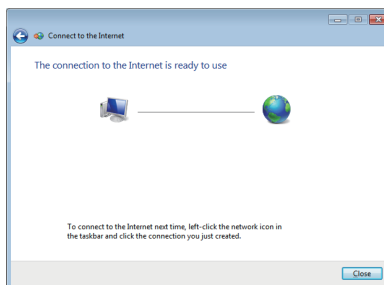 Connect to the Internet
The connection to the Internet is ready to use
To connect to the Internet next time, left-click the network icon in
the taskbar and click the connection you just created.
Close